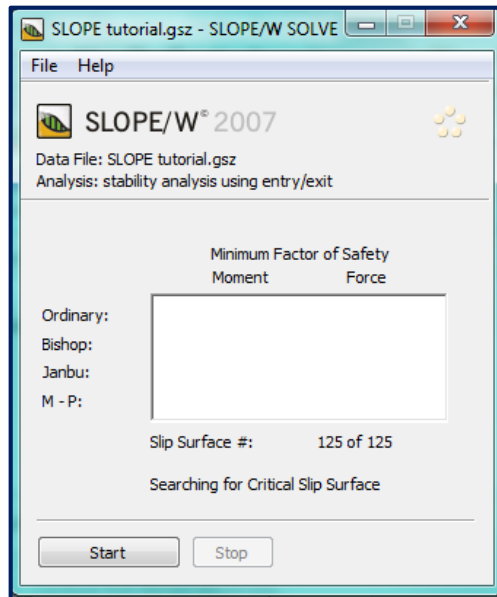 SLOPE tutorial.gsz - SLOPE/W SOLVE
File Help
SLOPE/W© 2007
Data File: SLOPE tutorial.gsz
Analysis: stability analysis using entry/exit
Minimum Factor of Safety
Moment Force
Ordinary:
Bishop:
Janbu:
M - P:
Slip Surface #: 125 of 125
Searching for Critical Slip Surface
Start Stop